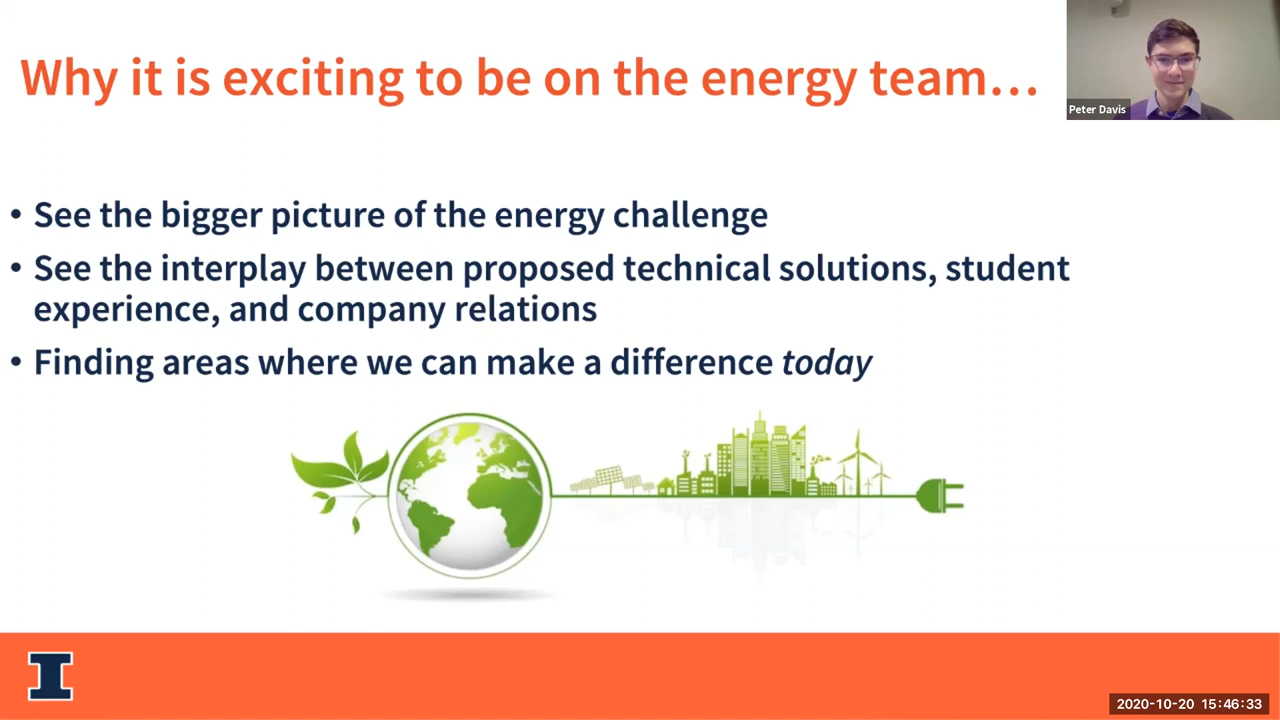 Why it is exciting to be on the energy team...
Peter Davis
• See the bigger picture of the energy challenge
• See the interplay between proposed technical solutions, student
experience, and company relations
• Finding areas where we can make a difference today
I
2020-10-20 15:46:33